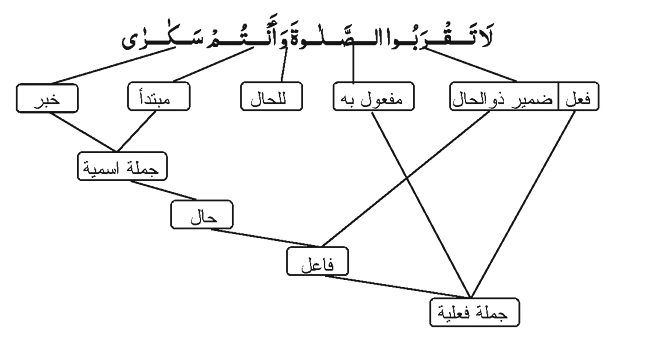 لَا تَقْرَبُوا الصَّلٰوةَ وَأَنْتُمْ سَكٰرٰى
فعل ضمير ذوالحال مفعول به للحال مبتدأ خبر
جملة اسمية
حال
فاعل
جملة فعلية